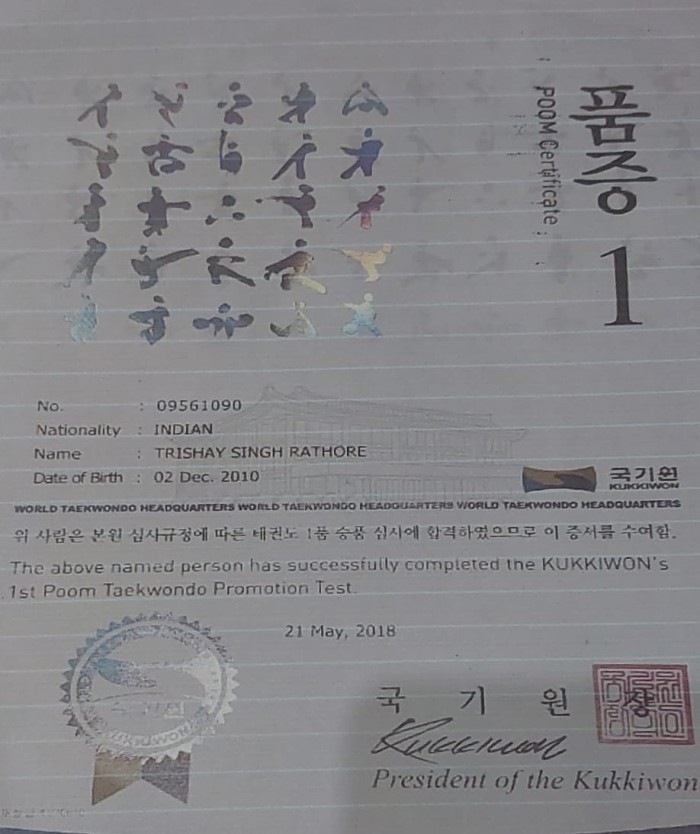 품증
POOM Certificate
1
No. : 09561090
Nationality : INDIAN
Name : TRISHAY SINGH RATHORE
Date of Birth : 02 Dec. 2010
국기원
KUKKIWON
WORLD TAEKWONDO HEADQUARTERS WORLD TAEKWONDO HEADQUARTERS WORLD TAEKWONDO HEADQUARTERS
위 사람은 본원 심사규정에 따른 태권도 1품 승품 심사에 합격하였으므로 이 증서를 수여함.
The above named person has successfully completed the KUKKIWON's
1st Poom Taekwondo Promotion Test.
21 May, 2018
국 기 원 장
Kukkiwon
President of the Kukkiwon
KUKKIWON